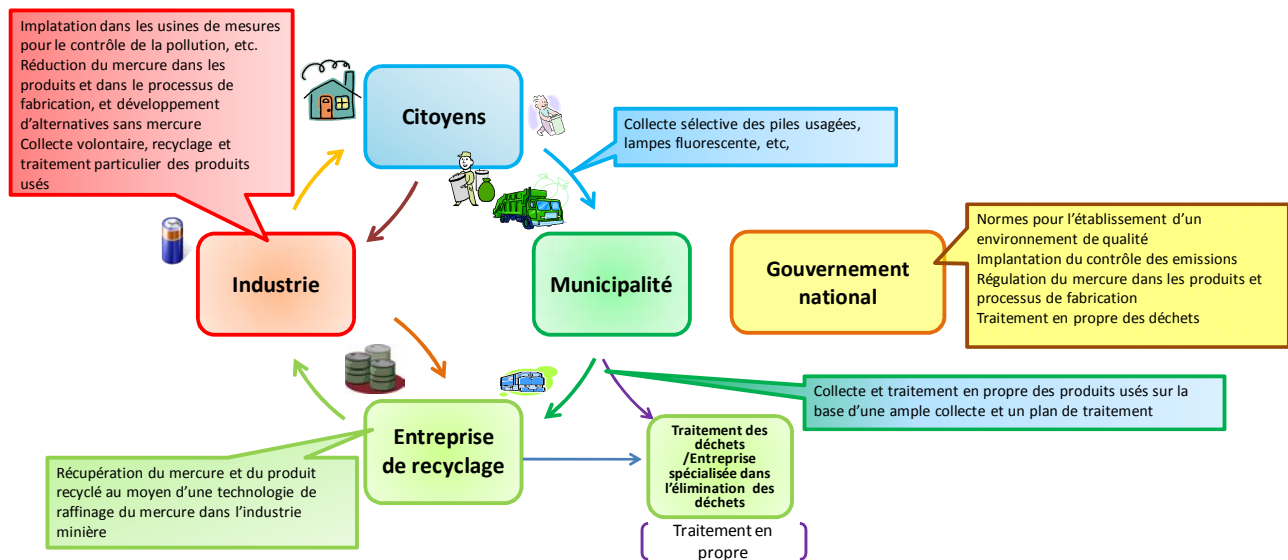 Implatation dans les usines de mesures
pour le contrôle de la pollution, etc.
Réduction du mercure dans les
produits et dans le processus de
fabrication, et développement
d'alternatives sans mercure
Collecte volontaire, recyclage et
traitement particulier des produits
usés
Citoyens
Collecte sélective des piles usagées,
lampes fluorescente, etc,
Industrie
Municipalité
Gouvernement
national
Normes pour l'établissement d'un
environnement de qualité
Implantation du contrôle des emissions
Régulation du mercure dans les produits et
processus de fabrication
Traitement en propre des déchets
Collecte et traitement en propre des produits usés sur la
base d'une ample collecte et un plan de traitement
Entreprise
de recyclage
Traitement des
déchets
/Entreprise
spécialisée dans
l'élimination des
déchets
Récupération du mercure et du produit
recyclé au moyen d'une technologie de
raffinage du mercure dans l'industrie
minière
Traitement en
propre